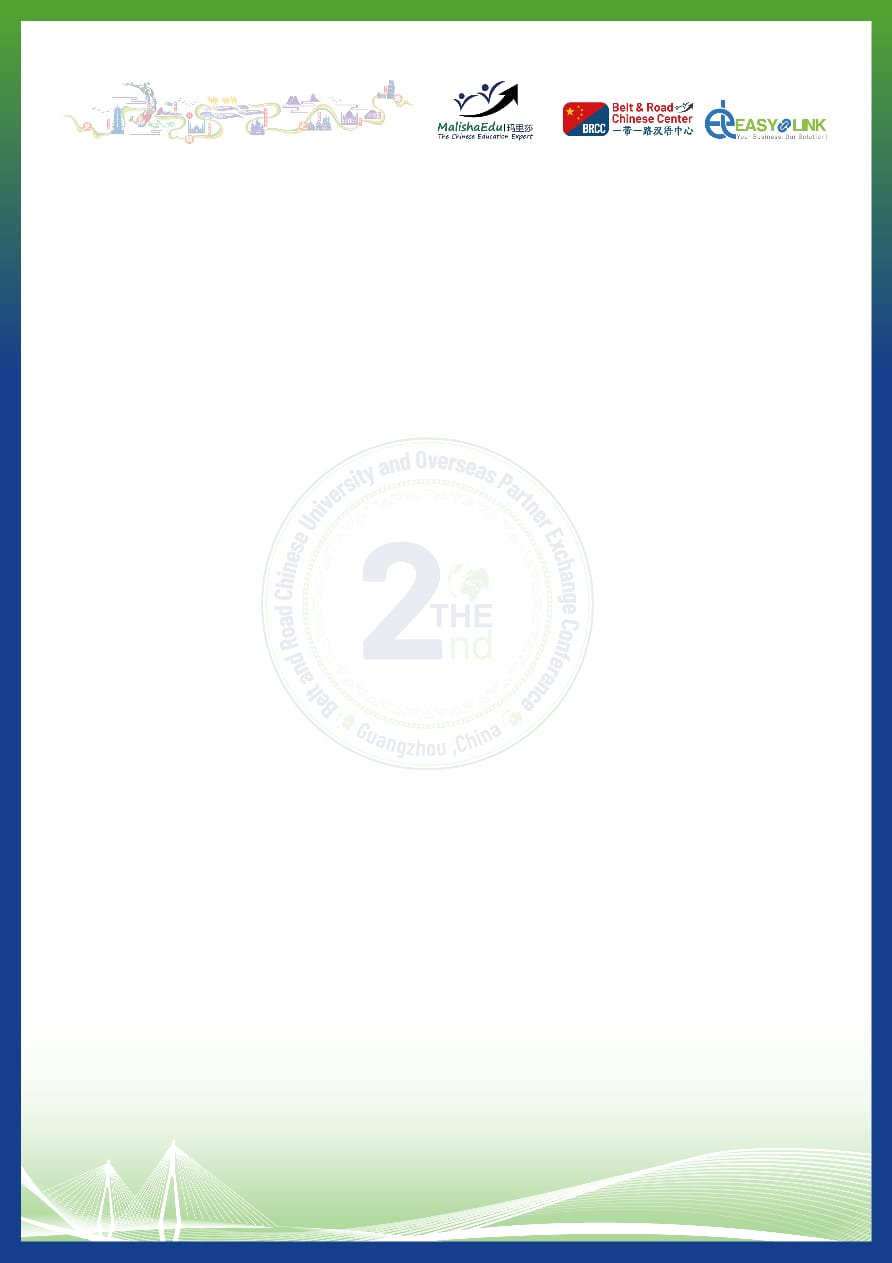 MalishaEdu 玛里莎
The Chinese Education Expert
BRCC
Belt & Road
Chinese Center
一带一路汉语中心
EASY LINK
Your Business, Our Solution!
Belt and Road Chinese University and Overseas Partner Exchange Conference
2
THE
nd
Guangzhou ,China